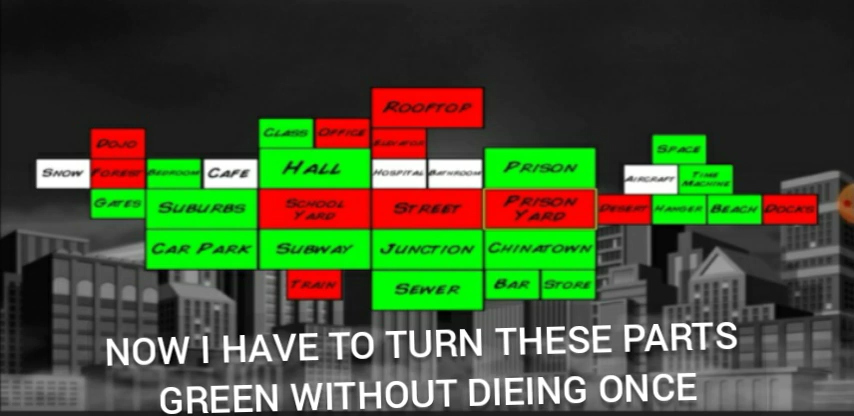 ROOFTOP
CLASS OFFICE
SPACE
DOJO
ELEVATOR
HALL
PRISON
SNOW FOREST BEDROOM CAFE HOSPITAL BATHROOM
AIRCRAFT TIME MACHINE
GATES SUBURBS SCHOOL YARD STREET PRISON YARD DESERT HANGER BEACH DOCKS
CAR PARK SUBWAY JUNCTION CHINATOWN
TRAIN SEWER BAR STORE
NOW I HAVE TO TURN THESE PARTS
GREEN WITHOUT DIEING ONCE